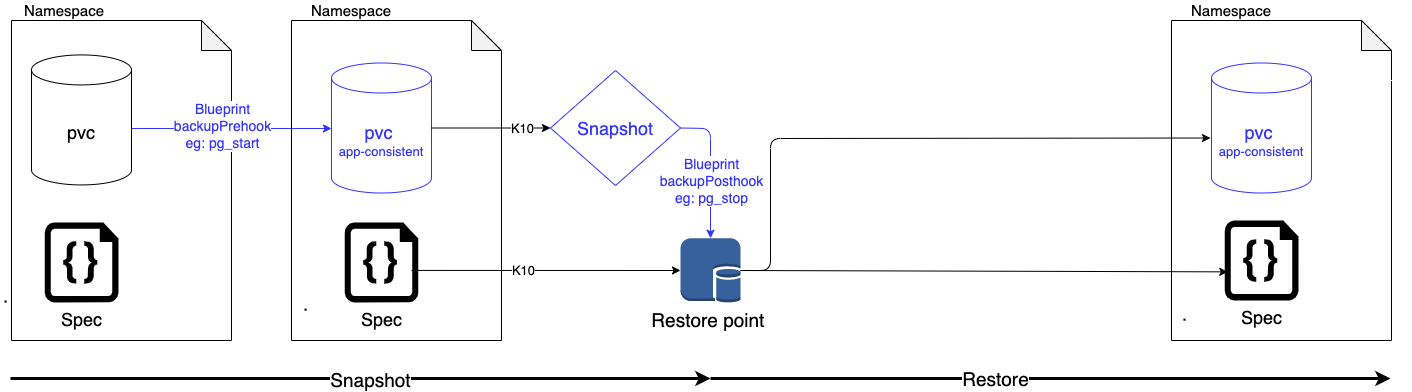 Namespace
Namespace
Namespace
pvc
Blueprint
backupPrehook
eg: pg_start
pvc
app-consistent
K10
Snapshot
Blueprint
backupPosthook
eg: pg_stop
pvc
app-consistent
{}
Spec
{}
Spec
K10
Restore point
{}
Spec
Snapshot
Restore